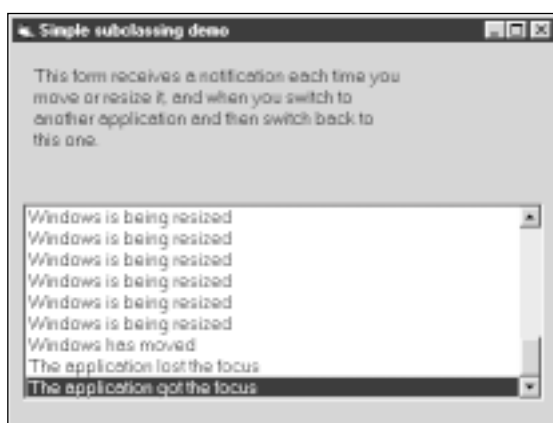 Simple subclassing demo
This form receives a notification each time you
move or resize it, and when you switch to
another application and then switch back to
this one.
Windows is being resized
Windows is being resized
Windows is being resized
Windows is being resized
Windows is being resized
Windows is being resized
Windows has moved
The application lost the focus
The application got the focus